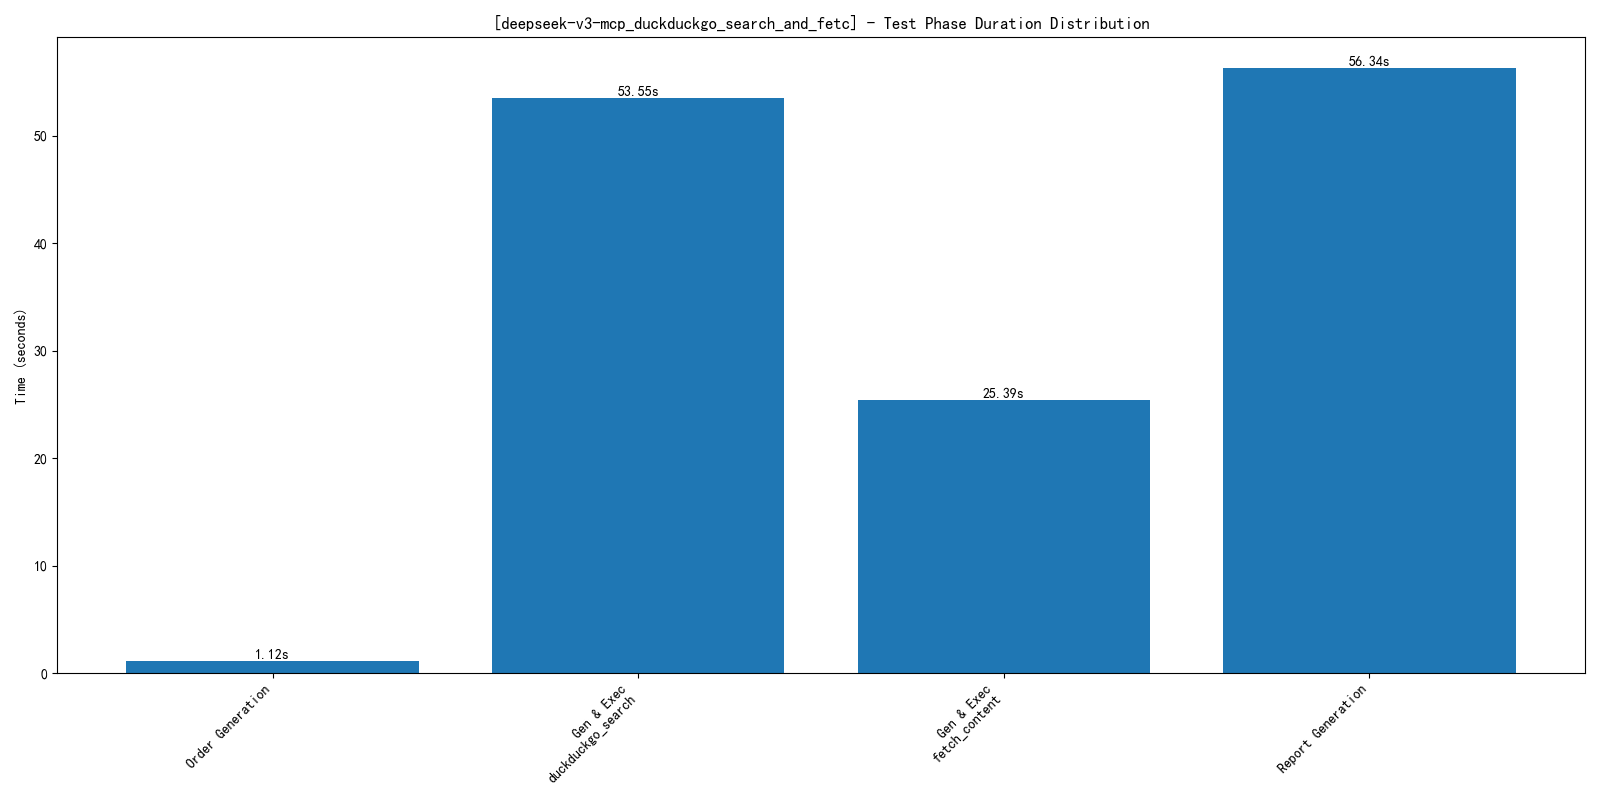 [deepseek-v3-mcp_duckduckgo_search_and_fetc] - Test Phase Duration Distribution
56.34s
53.55s
25.39s
1.12s
Time (seconds)
50
40
30
20
10
0
Order Generation
Gen & Exec
duckduckgo_search
Gen & Exec
fetch_content
Report Generation